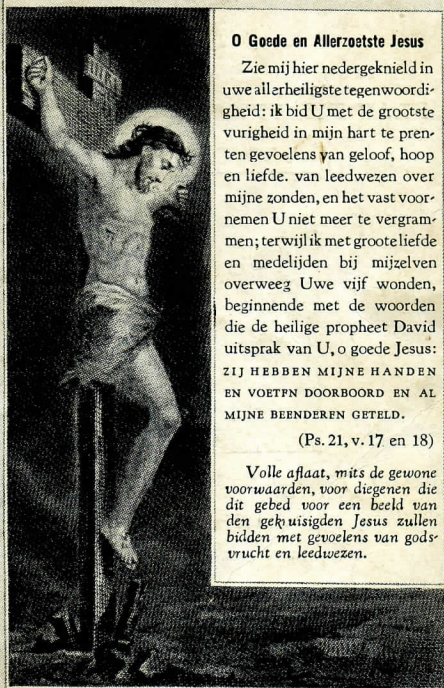 O Goede en Allerzoetste Jesus
Zie mij hier nedergeknield in
uwe allerheiligste tegenwoordi-
gheid: ik bid U met de grootste
vurigheid in mijn hart te pren-
ten gevoelens van geloof, hoop
en liefde. van leedwezen over
mijne zonden, en het vast voor-
nemen U niet meer te vergram-
men; terwijl ik met groote liefde
en medelijden bij mijzelven
overweeg Uwe vijf wonden,
beginnende met de woorden
die de heilige propheet David
uitsprak van U, o goede Jesus:
ZIJ HEBBEN MIJNE HANDEN
EN VOETFN DOORBOORD EN AL
MIJNE BEENDERFN GETELD.
(Ps. 21, v. 17 en 18)
Volle aflaat, mits de gewone
voorwaarden, voor diegenen die
dit gebed voor een beeld van
den gekruisigden Jesus zullen
bidden met gevoelens van gods-
vrucht en leedwezen.